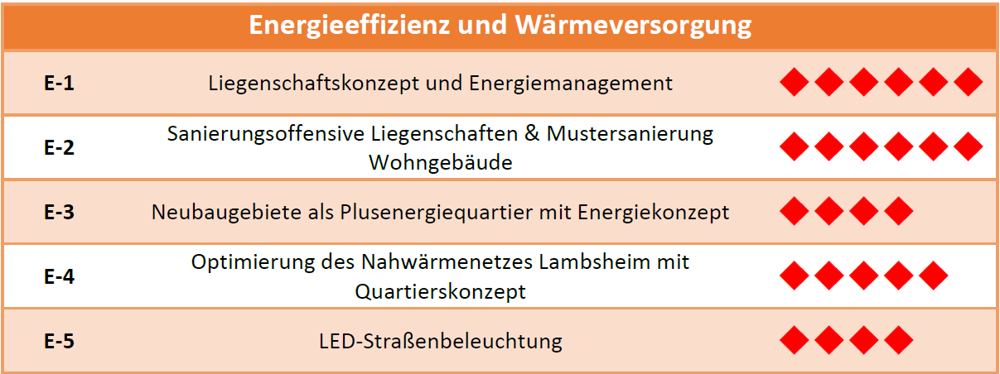 Energieeffizienz und Wärmeversorgung
E-1 Liegenschaftskonzept und Energiemanagement
E-2 Sanierungsoffensive Liegenschaften & Mustersanierung
Wohngebäude
E-3 Neubaugebiete als Plusenergiequartier mit Energiekonzept
E-4 Optimierung des Nahwärmenetzes Lambsheim mit
Quartierskonzept
E-5 LED-Straßenbeleuchtung